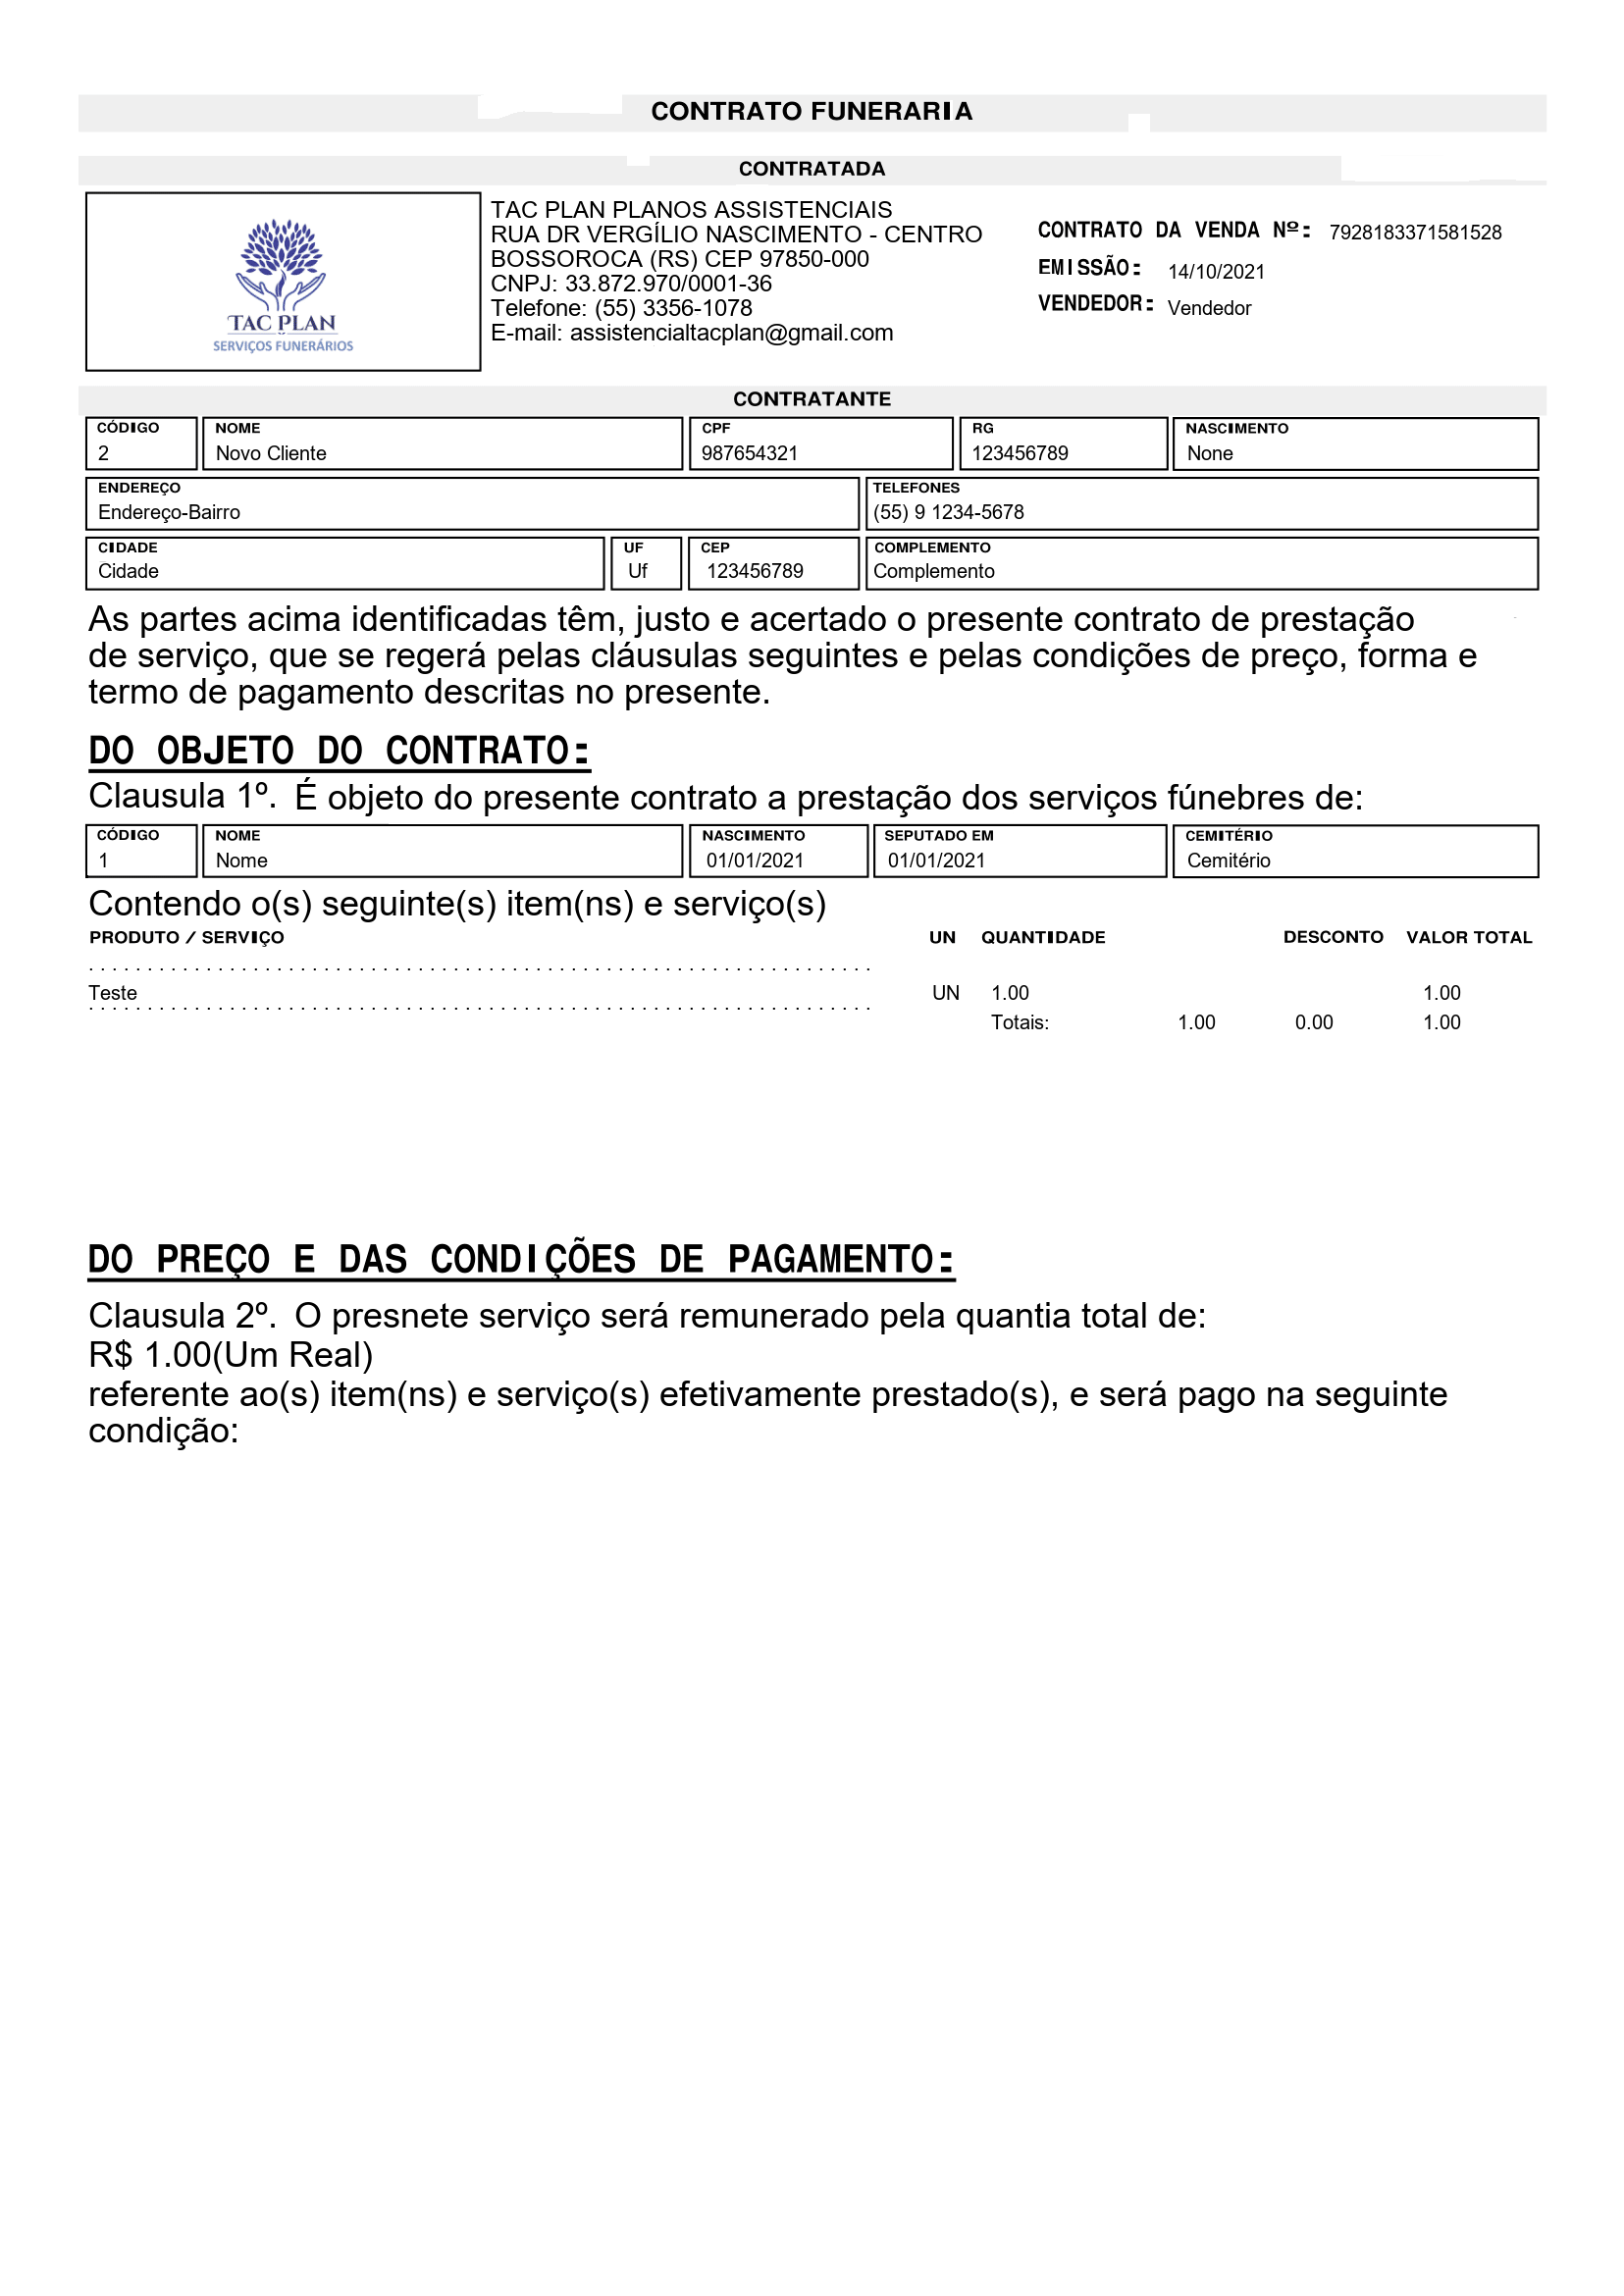 CONTRATO FUNERARIA
CONTRATADA
TAC PLAN
SERVIÇOS FUNERÁRIOS
TAC PLAN PLANOS ASSISTENCIAIS
RUA DR VERGÍLIO NASCIMENTO - CENTRO
BOSSOROCA (RS) CEP 97850-000
CNPJ: 33.872.970/0001-36
Telefone: (55) 3356-1078
E-mail: assistencialtacplan@gmail.com
CONTRATO DA VENDA Nº: 7928183371581528
EMISSÃO: 14/10/2021
VENDEDOR: Vendedor
CONTRATANTE
CÓDIGO NOME CPF RG NASCIMENTO
2 Novo Cliente 987654321 123456789 None
ENDEREÇO TELEFONES
Endereço-Bairro (55) 9 1234-5678
CIDADE UF CEP COMPLEMENTO
Cidade Uf 123456789 Complemento
As partes acima identificadas têm, justo e acertado o presente contrato de prestação
de serviço, que se regerá pelas cláusulas seguintes e pelas condições de preço, forma e
termo de pagamento descritas no presente.
DO OBJETO DO CONTRATO:
Clausula 1º. É objeto do presente contrato a prestação dos serviços fúnebres de:
CÓDIGO NOME NASCIMENTO SEPUTADO EM CEMITÉRIO
1 Nome 01/01/2021 01/01/2021 Cemitério
Contendo o(s) seguinte(s) item(ns) e serviço(s)
PRODUTO / SERVIÇO UN QUANTIDADE DESCONTO VALOR TOTAL
Teste UN 1.00 1.00
Totais: 1.00 0.00 1.00
DO PREÇO E DAS CONDIÇÕES DE PAGAMENTO:
Clausula 2º. O presnete serviço será remunerado pela quantia total de:
R$ 1.00(Um Real)
referente ao(s) item(ns) e serviço(s) efetivamente prestado(s), e será pago na seguinte
condição: